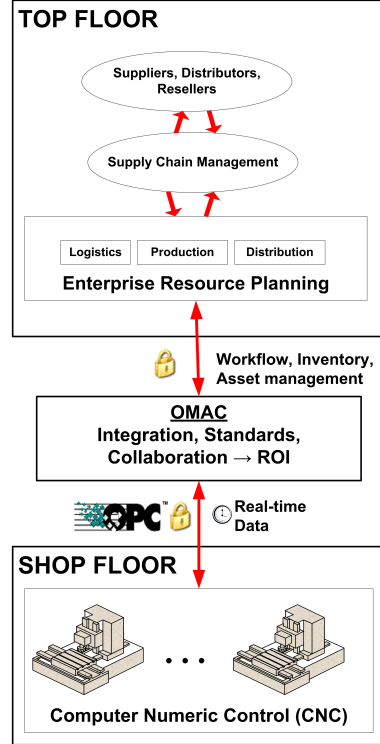 TOP FLOOR
Suppliers, Distributors,
Resellers
Supply Chain Management
Logistics
Production
Distribution
Enterprise Resource Planning
Workflow, Inventory,
Asset management
OMAC
Integration, Standards,
Collaboration → ROI
OPC™
Real-time
Data
SHOP FLOOR
. . .
Computer Numeric Control (CNC)